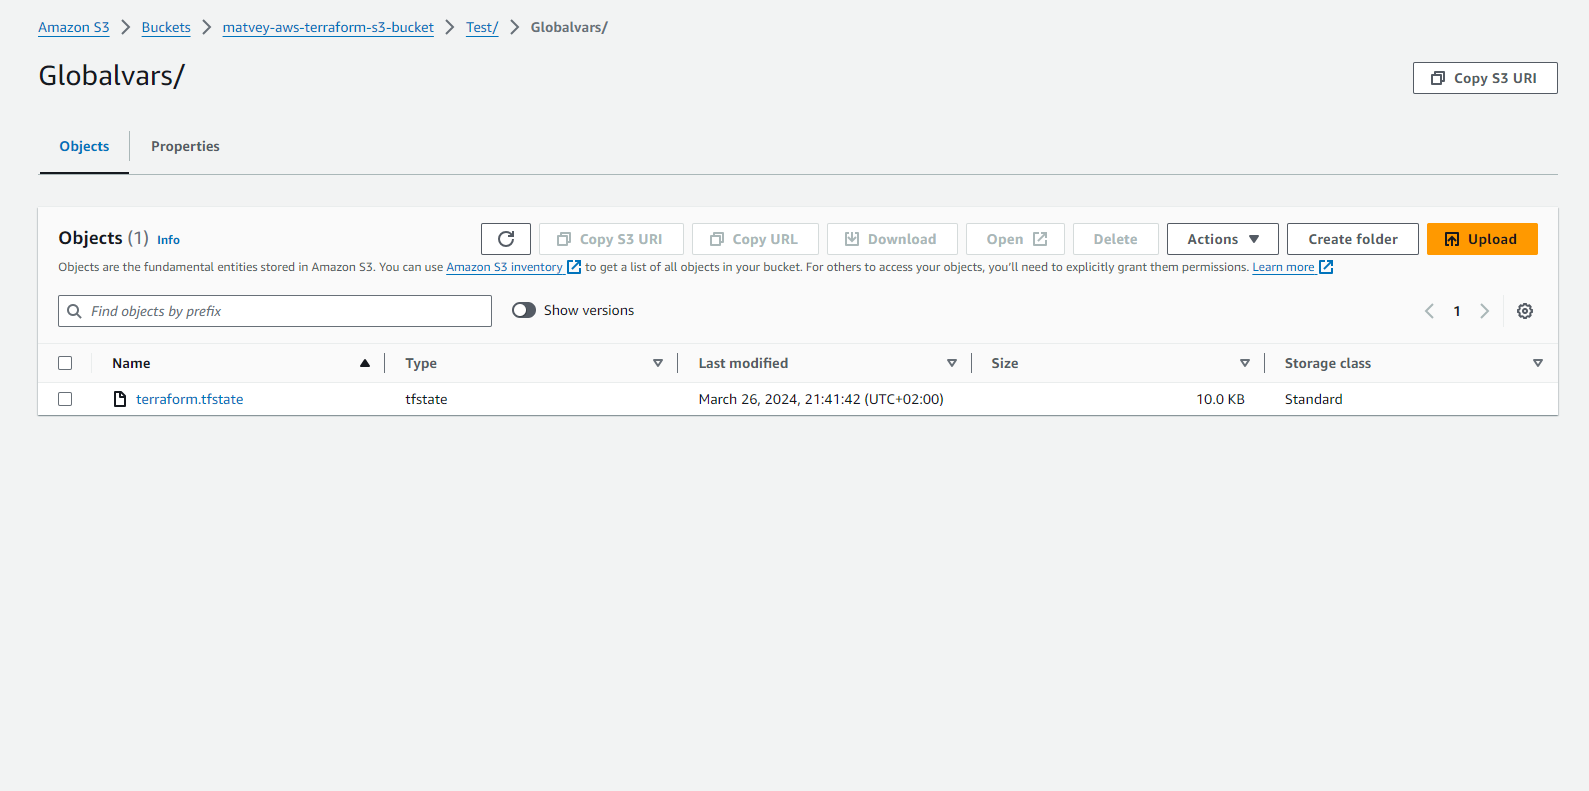 Amazon S3 > Buckets > matvey-aws-terraform-s3-bucket > Test/ > Globalvars/
Globalvars/
Copy S3 URI
Objects Properties
Objects (1) Info
Copy S3 URI Copy URL Download Open Delete Actions Create folder Upload
Objects are the fundamental entities stored in Amazon S3. You can use Amazon S3 inventory to get a list of all objects in your bucket. For others to access your objects, you'll need to explicitly grant them permissions. Learn more
Find objects by prefix Show versions 1
Name Type Last modified Size Storage class
terraform.tfstate tfstate March 26, 2024, 21:41:42 (UTC+02:00) 10.0 KB Standard